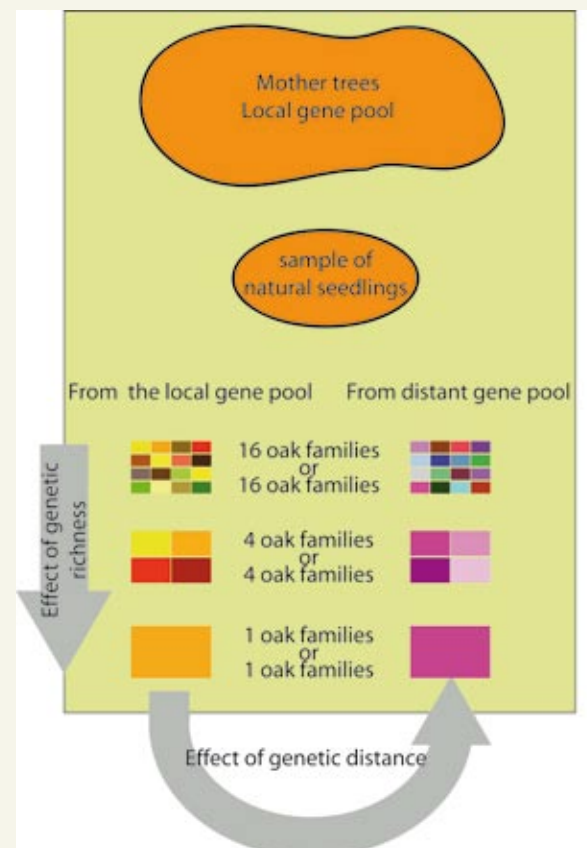 Mother trees
Local gene pool
sample of
natural seedlings
From the local gene pool
From distant gene pool
16 oak families
or
16 oak families
4 oak families
or
4 oak families
1 oak families
or
1 oak families
Effect of genetic
richness
Effect of genetic distance